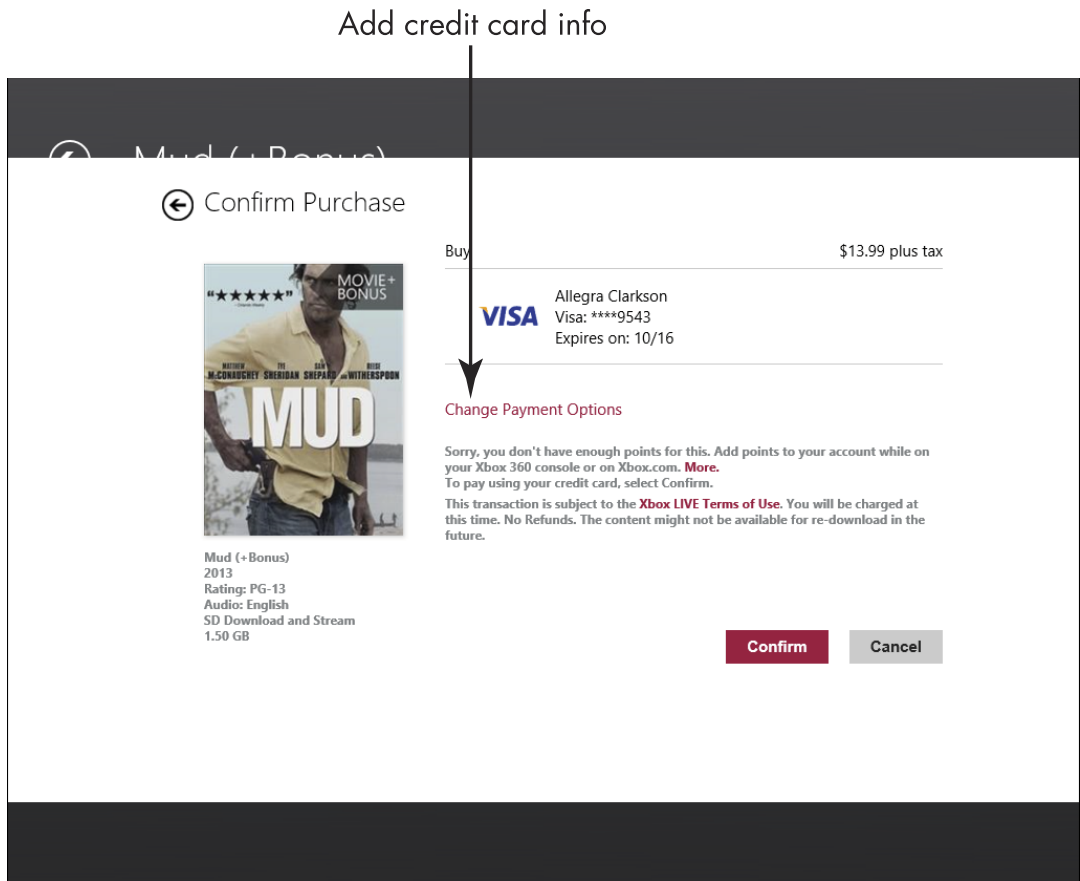 Add credit card info
Mud (+Bonus)
Confirm Purchase
Buy
$13.99 plus tax
VISA
Allegra Clarkson
Visa: ****9543
Expires on: 10/16
Change Payment Options
Sorry, you don't have enough points for this. Add points to your account while on
your Xbox 360 console or on Xbox.com. More.
To pay using your credit card, select Confirm.
This transaction is subject to the Xbox LIVE Terms of Use. You will be charged at
this time. No Refunds. The content might not be available for re-download in the
future.
MOVIE+
BONUS
"★★★★★"
MATTHEW McCONAUGHEY TYE SHERIDAN SAM SHEPARD AND REESE WITHERSPOON
MUD
Mud (+Bonus)
2013
Rating: PG-13
Audio: English
SD Download and Stream
1.50 GB
Confirm
Cancel